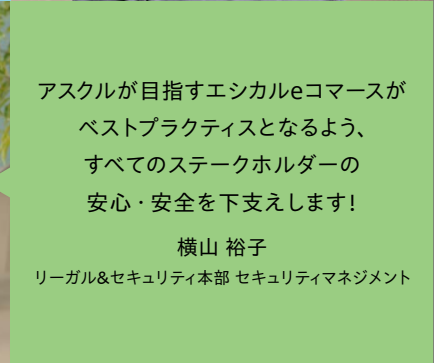 アスクルが目指すエシカルeコマースが
ベストプラクティスとなるよう、
すべてのステークホルダーの
安心・安全を下支えします!
横山 裕子
リーガル&セキュリティ本部 セキュリティマネジメント